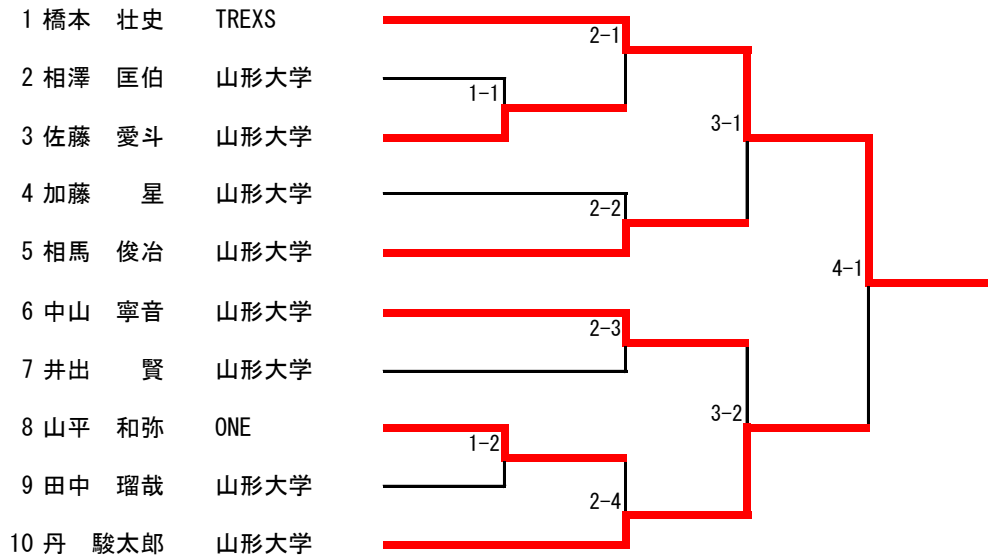 1 橋本　壮史　TREXS
2-1
2 相澤　匡伯　山形大学
1-1
3 佐藤　愛斗　山形大学
3-1
4 加藤　　星　山形大学
2-2
5 相馬　俊冶　山形大学
4-1
6 中山　寧音　山形大学
2-3
7 井出　　賢　山形大学
3-2
8 山平　和弥　ONE
1-2
9 田中　瑠哉　山形大学
2-4
10 丹　駿太郎　山形大学